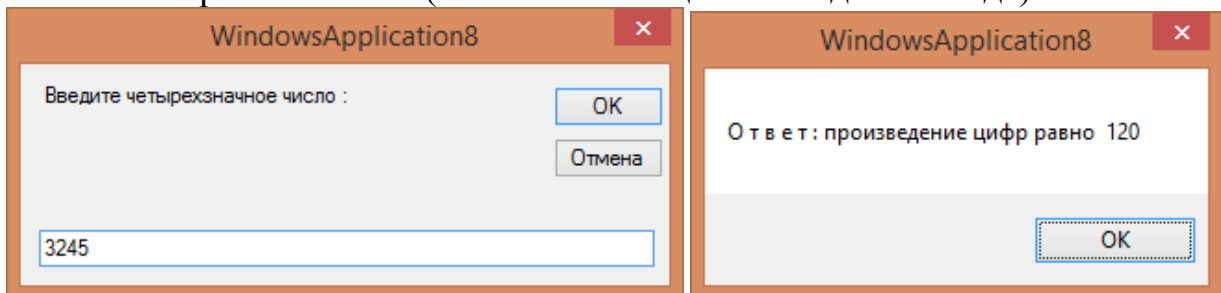 WindowsApplication8
Введите четырехзначное число :
OK
Отмена
3245
WindowsApplication8
О т в е т : произведение цифр равно 120
OK